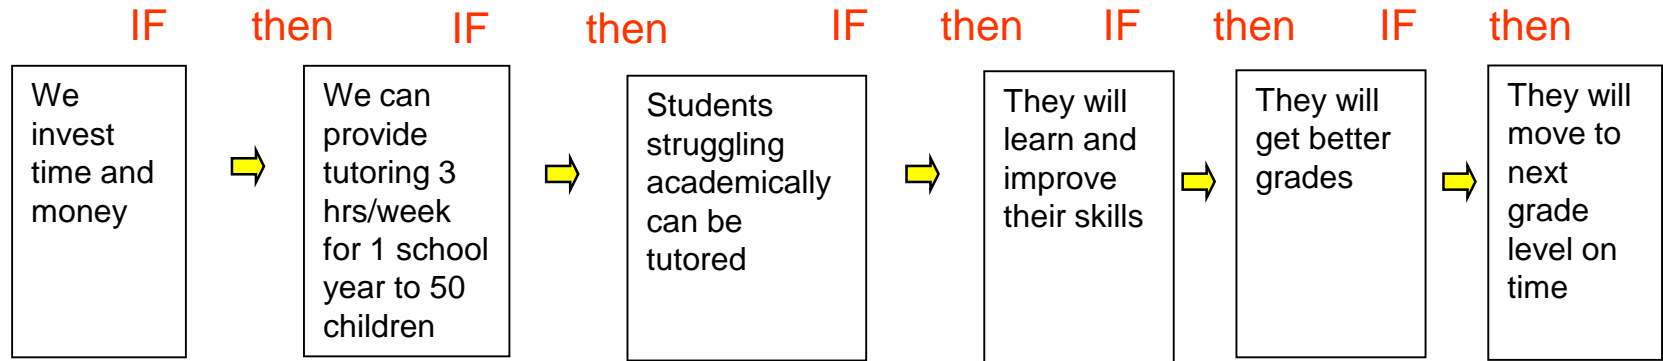 IF then IF then IF then IF then IF then
We
invest
time and
money
We can
provide
tutoring 3
hrs/week
for 1 school
year to 50
children
Students
struggling
academically
can be
tutored
They will
learn and
improve
their skills
They will
get better
grades
They will
move to
next
grade
level on
time